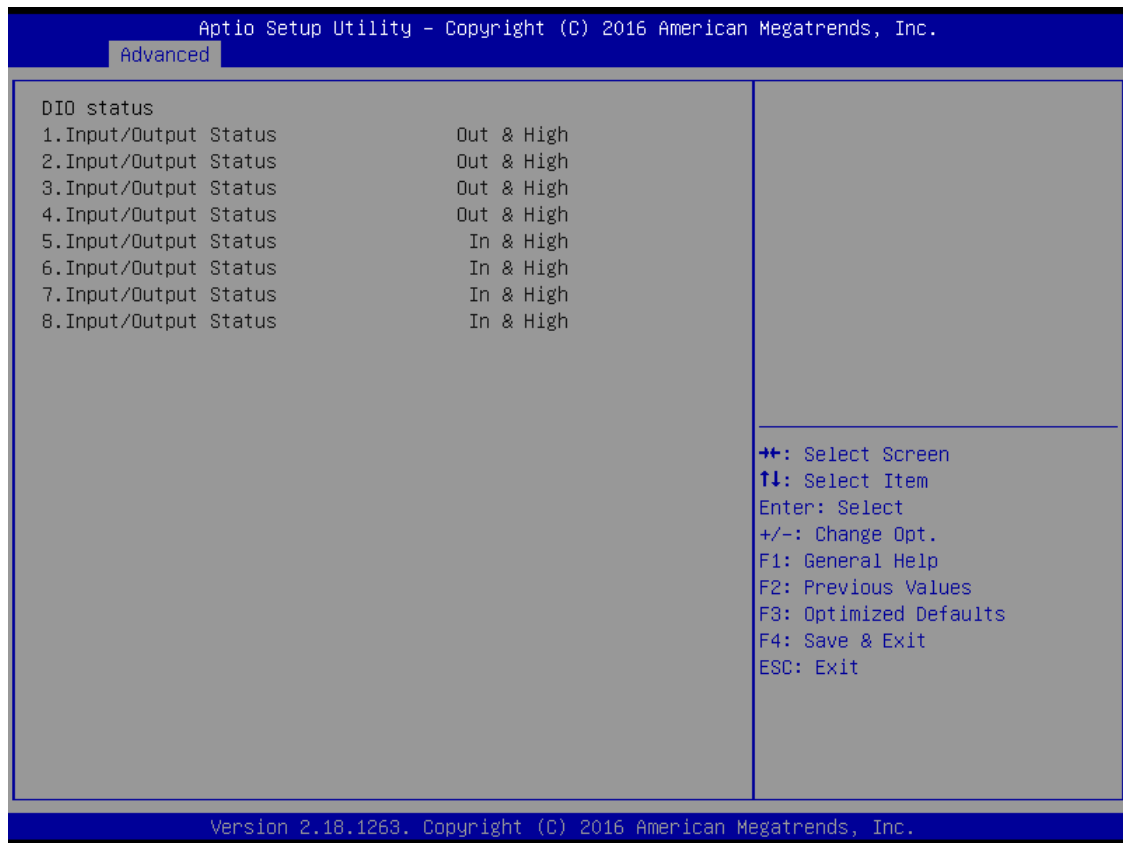 Aptio Setup Utility – Copyright (C) 2016 American Megatrends, Inc.
Advanced
DIO status
1.Input/Output Status Out & High
2.Input/Output Status Out & High
3.Input/Output Status Out & High
4.Input/Output Status Out & High
5.Input/Output Status In & High
6.Input/Output Status In & High
7.Input/Output Status In & High
8.Input/Output Status In & High
→←: Select Screen
↑↓: Select Item
Enter: Select
+/-: Change Opt.
F1: General Help
F2: Previous Values
F3: Optimized Defaults
F4: Save & Exit
ESC: Exit
Version 2.18.1263. Copyright (C) 2016 American Megatrends, Inc.